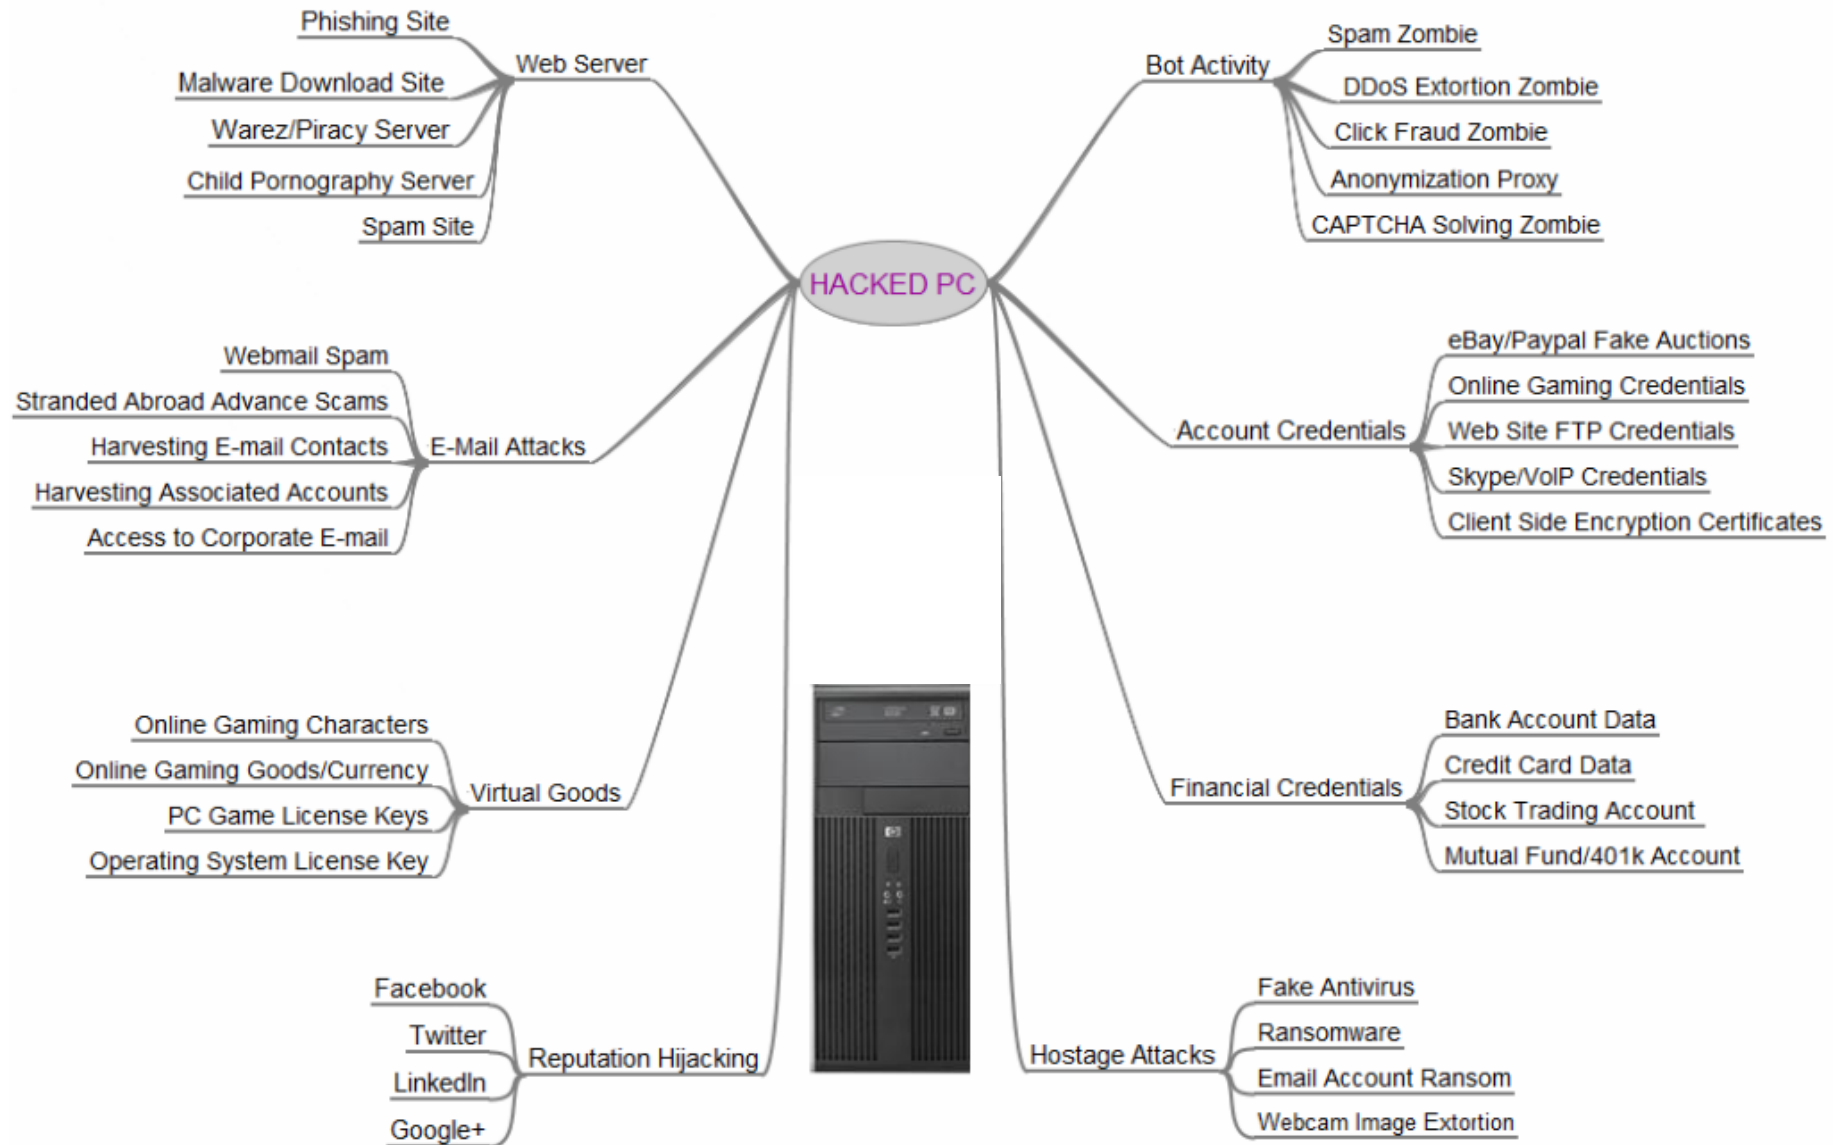 HACKED PC
Web Server
Phishing Site
Malware Download Site
Warez/Piracy Server
Child Pornography Server
Spam Site
E-Mail Attacks
Webmail Spam
Stranded Abroad Advance Scams
Harvesting E-mail Contacts
Harvesting Associated Accounts
Access to Corporate E-mail
Virtual Goods
Online Gaming Characters
Online Gaming Goods/Currency
PC Game License Keys
Operating System License Key
Reputation Hijacking
Facebook
Twitter
LinkedIn
Google+
Bot Activity
Spam Zombie
DDoS Extortion Zombie
Click Fraud Zombie
Anonymization Proxy
CAPTCHA Solving Zombie
Account Credentials
eBay/Paypal Fake Auctions
Online Gaming Credentials
Web Site FTP Credentials
Skype/VoIP Credentials
Client Side Encryption Certificates
Financial Credentials
Bank Account Data
Credit Card Data
Stock Trading Account
Mutual Fund/401k Account
Hostage Attacks
Fake Antivirus
Ransomware
Email Account Ransom
Webcam Image Extortion
hp